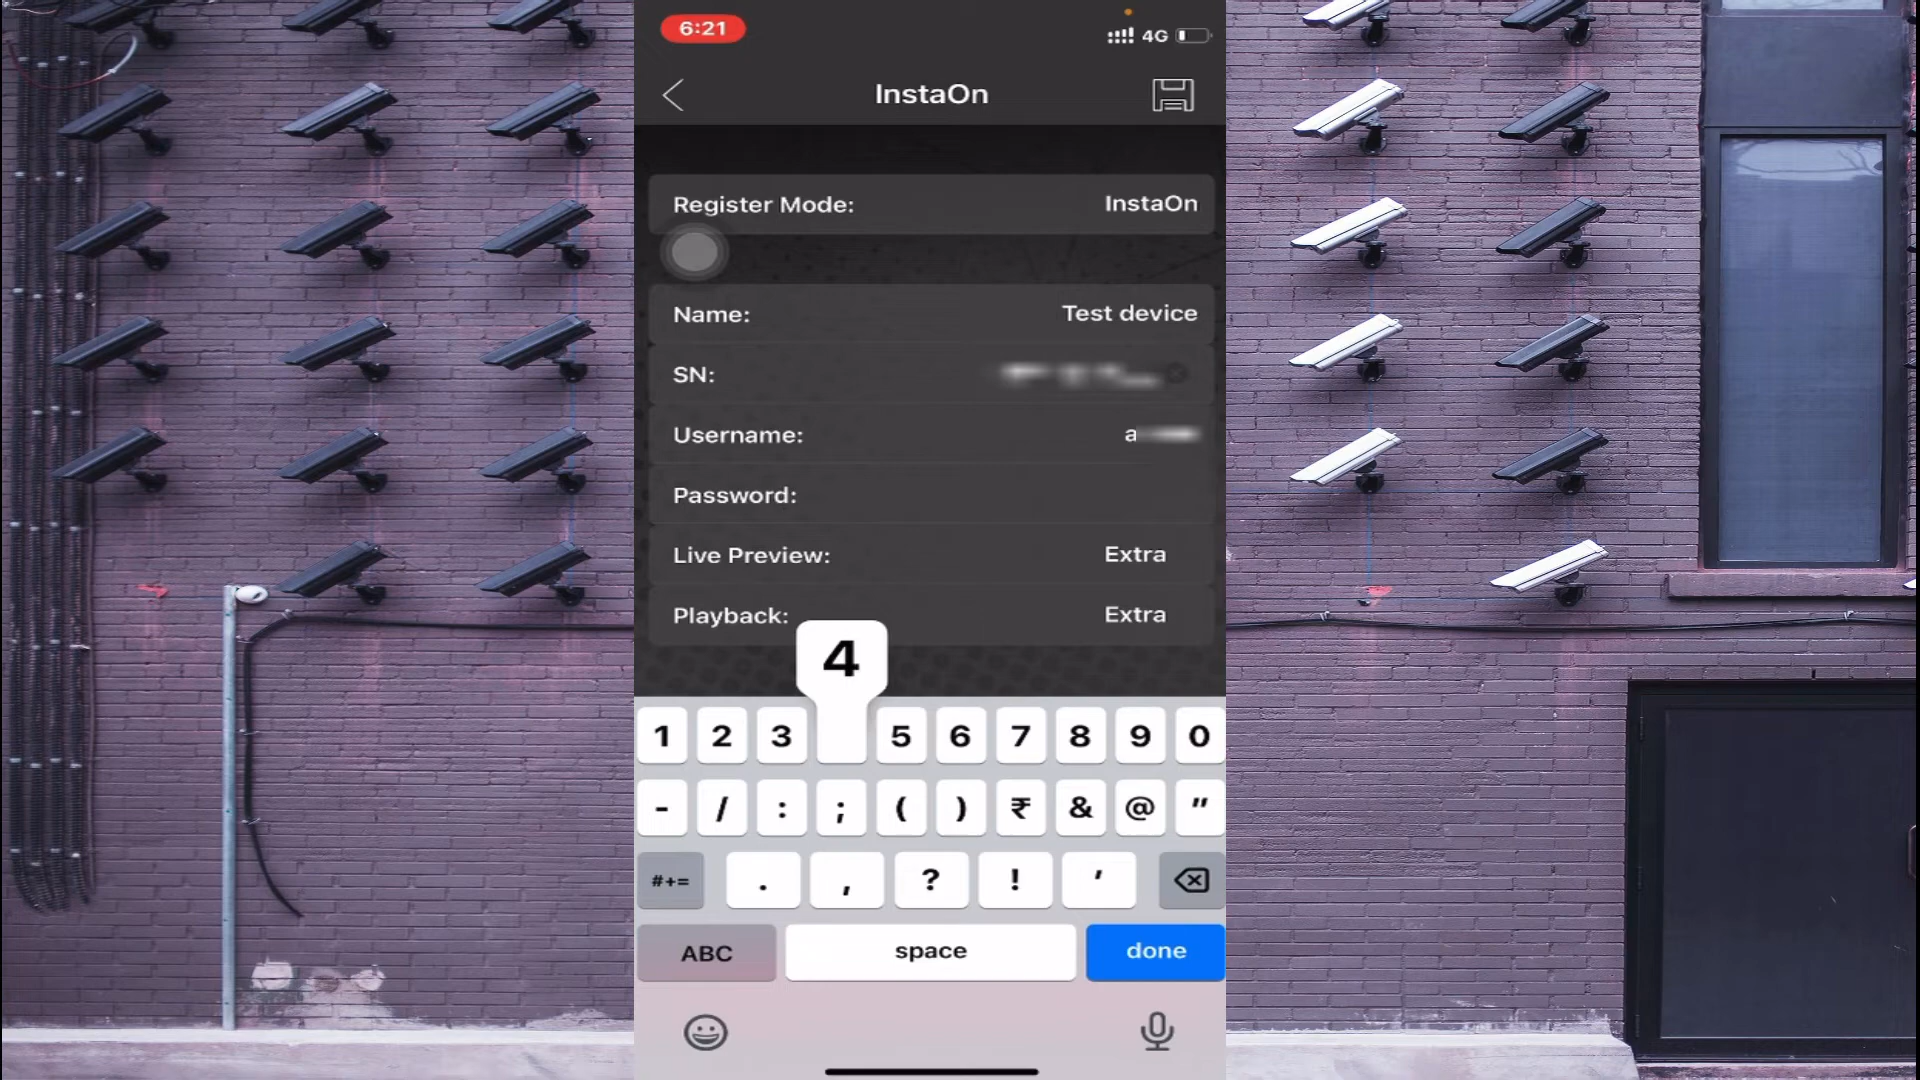 6:21
4G
InstaOn
Register Mode: InstaOn
Name: Test device
SN:
Username: a
Password:
Live Preview: Extra
Playback: Extra
4
1 2 3 5 6 7 8 9 0
- / : ; ( ) ₹ & @ "
#+= . , ? ! '
ABC space done